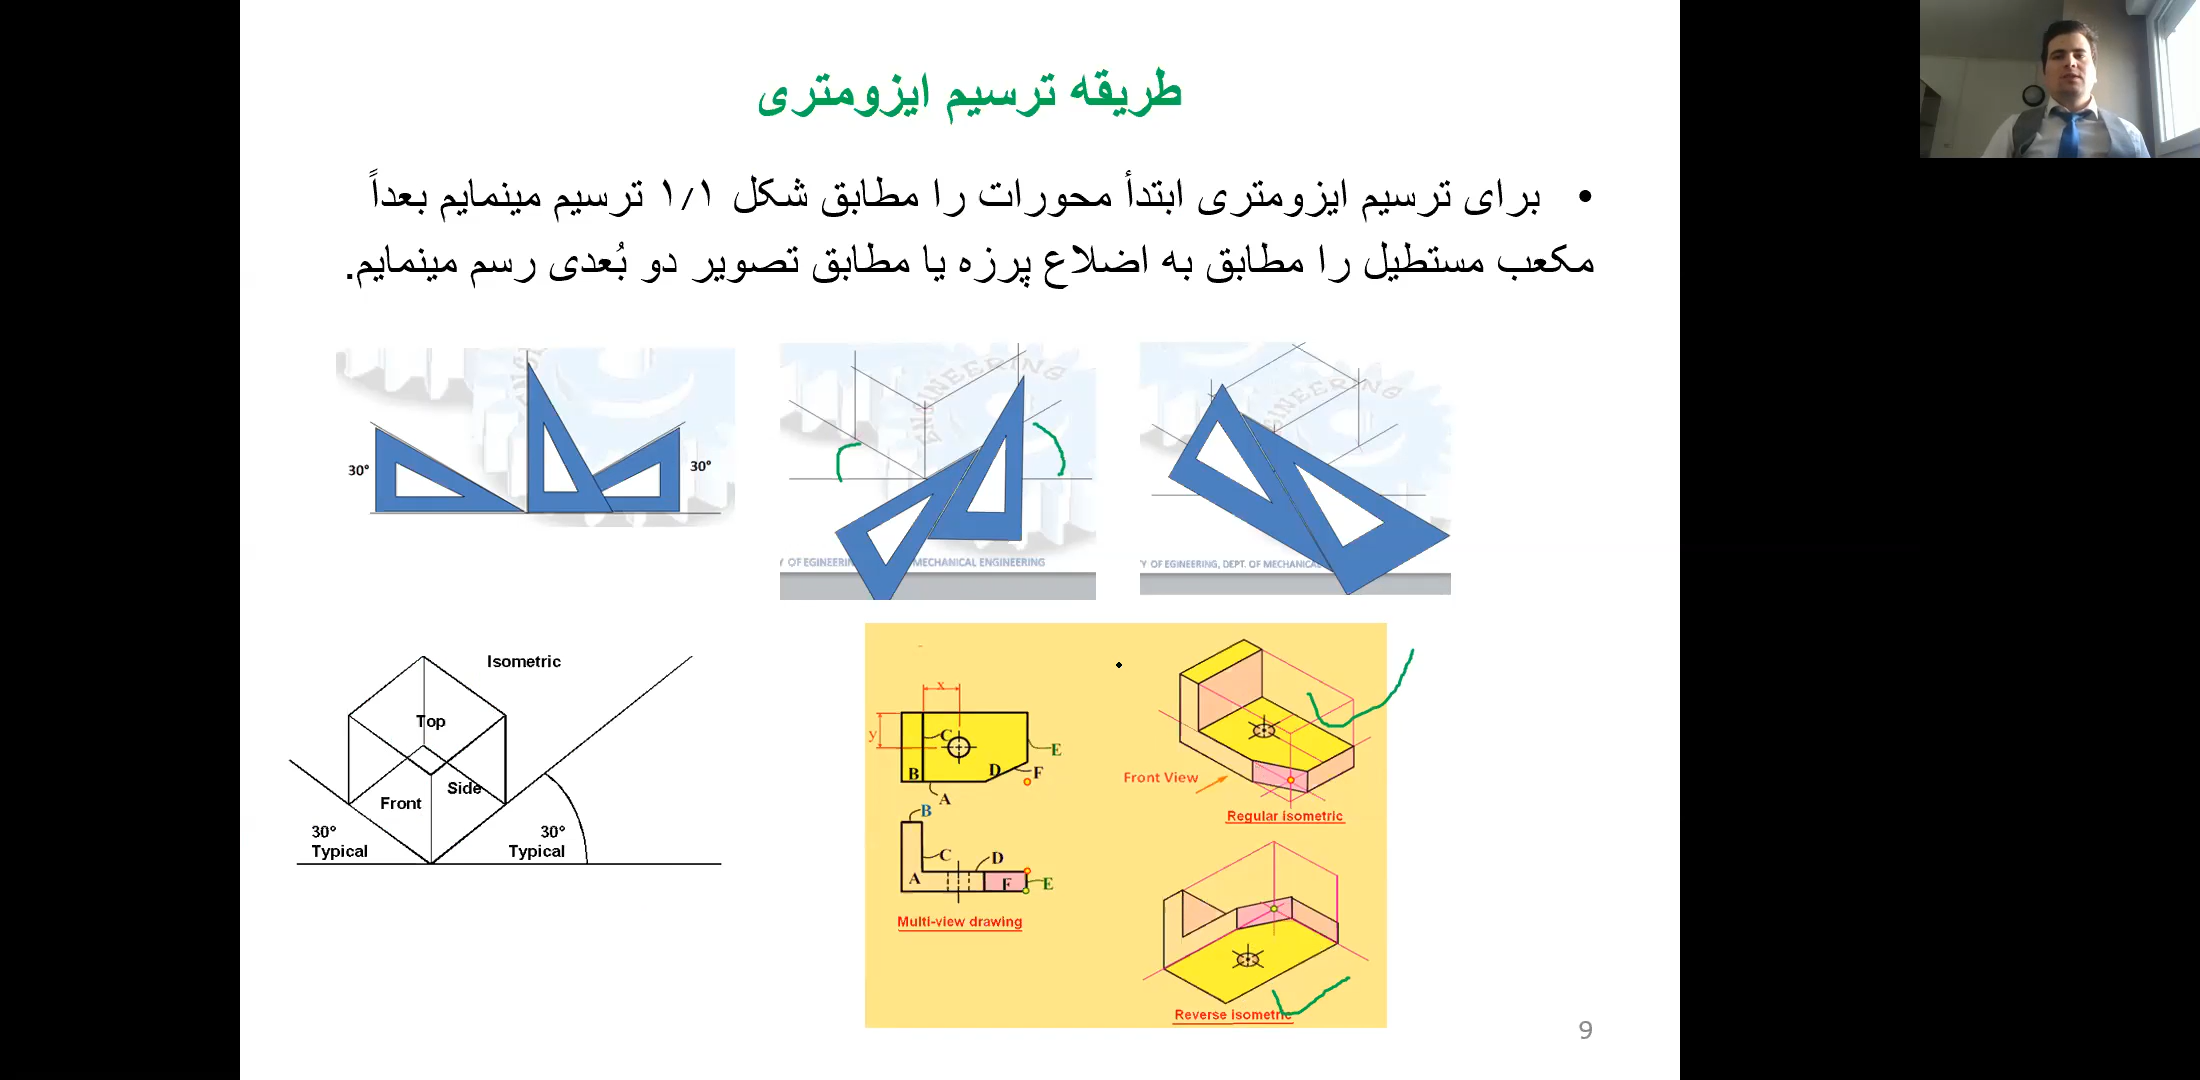 طریقه ترسیم ایزومتری
• برای ترسیم ایزومتری ابتدأ محورات را مطابق شکل ۱/۱ ترسیم مینمایم بعداً
مکعب مستطیل را مطابق به اضلاع پرزه یا مطابق تصویر دو بُعدی رسم مینمایم.
30°
30°
ENGINEERING
Y OF EGINEERIN
MECHANICAL ENGINEERING
ENGINEERING
Y OF EGINEERING, DEPT. OF MECHANICA
Isometric
Top
Side
Front
30°
Typical
30°
Typical
x
y
C
E
B
D
F
A
B
C
D
A
F
E
Multi-view drawing
Front View
Regular isometric
Reverse isometric
9